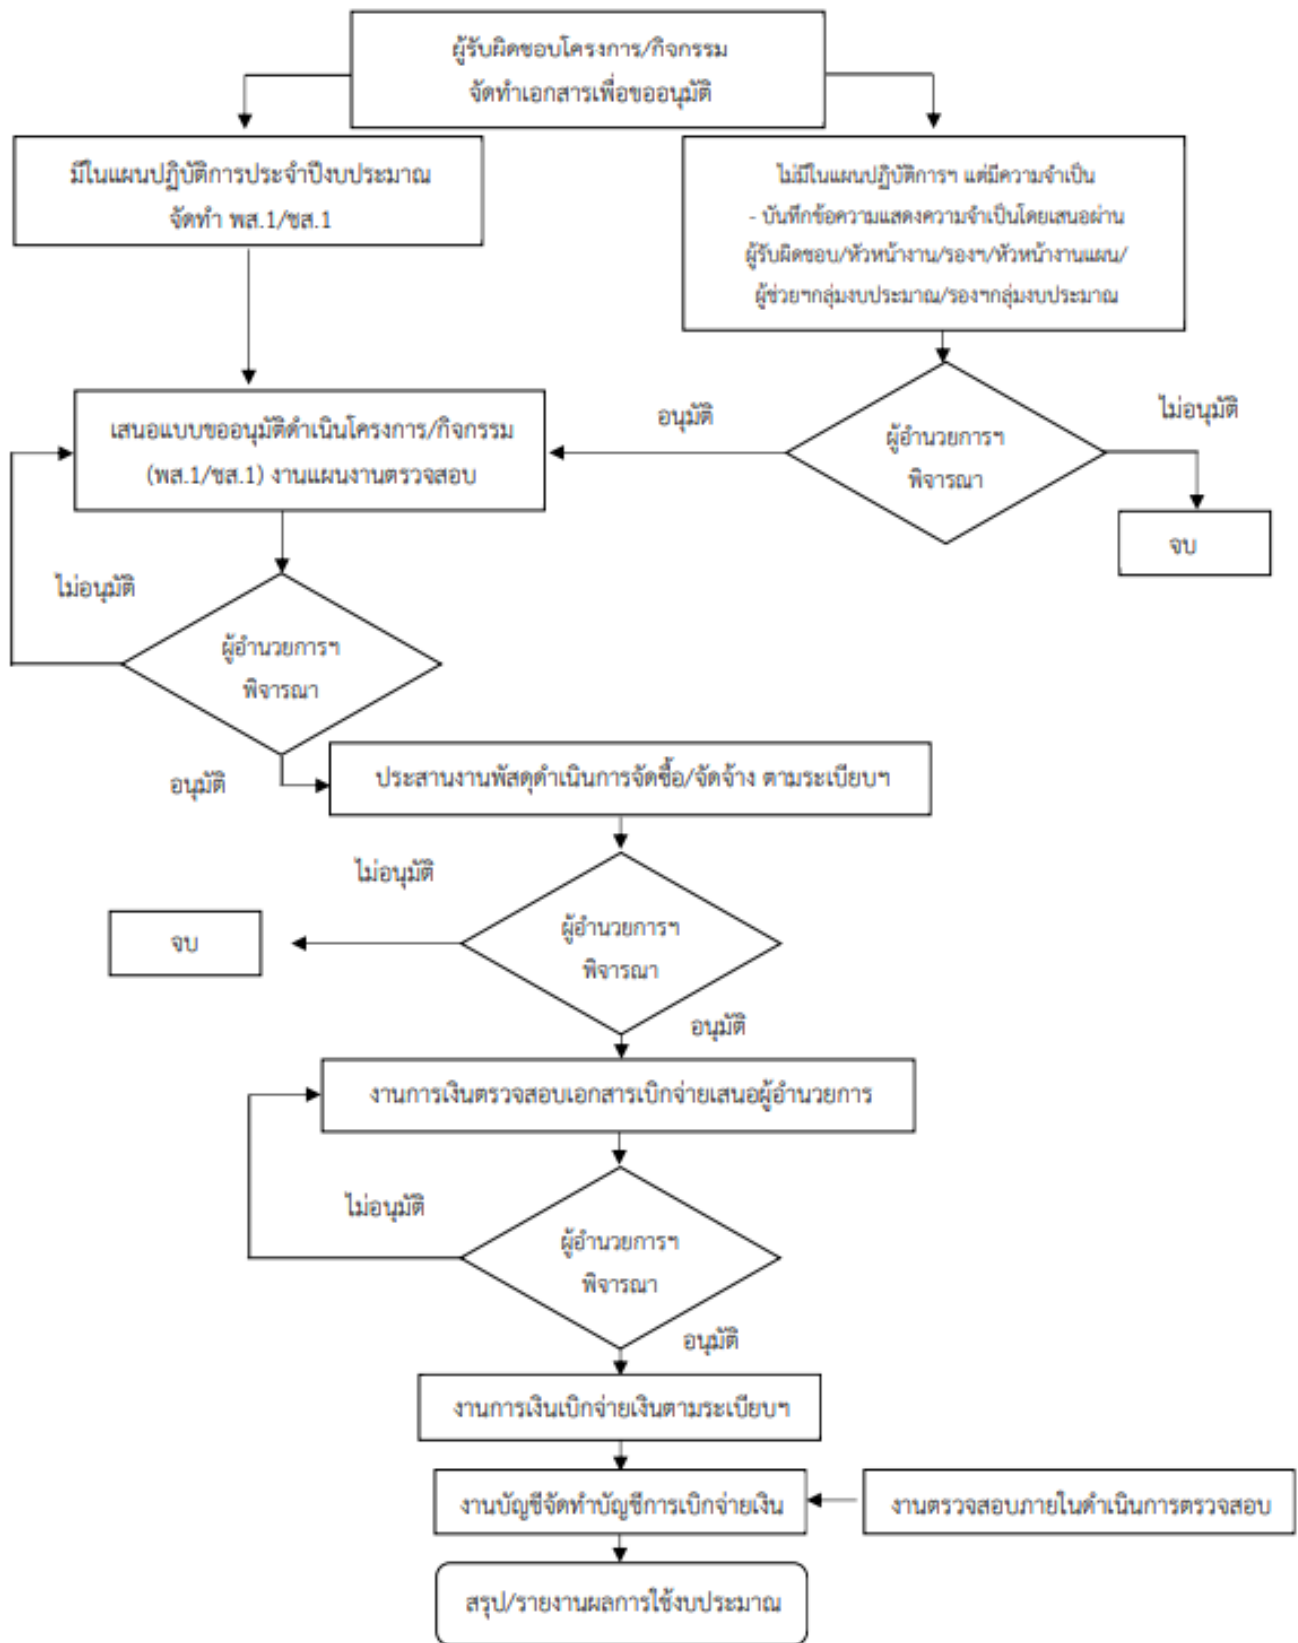 ผู้รับผิดชอบโครงการ/กิจกรรม
จัดทำเอกสารเพื่อขออนุมัติ
มีในแผนปฏิบัติการประจำปีงบประมาณ
จัดทำ พส.1/ซส.1
ไม่มีในแผนปฏิบัติการฯ แต่มีความจำเป็น
- บันทึกข้อความแสดงความจำเป็นโดยเสนอผ่าน
ผู้รับผิดชอบ/หัวหน้างาน/รองฯ/หัวหน้างานแผน/
ผู้ช่วยฯกลุ่มงบประมาณ/รองฯกลุ่มงบประมาณ
เสนอแบบขออนุมัติดำเนินโครงการ/กิจกรรม
(พส.1/ซส.1) งานแผนงานตรวจสอบ
อนุมัติ
ผู้อำนวยการฯ
พิจารณา
ไม่อนุมัติ
จบ
ไม่อนุมัติ
ผู้อำนวยการฯ
พิจารณา
อนุมัติ
ประสานงานพัสดุดำเนินการจัดซื้อ/จัดจ้าง ตามระเบียบฯ
ไม่อนุมัติ
จบ
ผู้อำนวยการฯ
พิจารณา
อนุมัติ
งานการเงินตรวจสอบเอกสารเบิกจ่ายเสนอผู้อำนวยการ
ไม่อนุมัติ
ผู้อำนวยการฯ
พิจารณา
อนุมัติ
งานการเงินเบิกจ่ายเงินตามระเบียบฯ
งานบัญชีจัดทำบัญชีการเบิกจ่ายเงิน
งานตรวจสอบภายในดำเนินการตรวจสอบ
สรุป/รายงานผลการใช้งบประมาณ